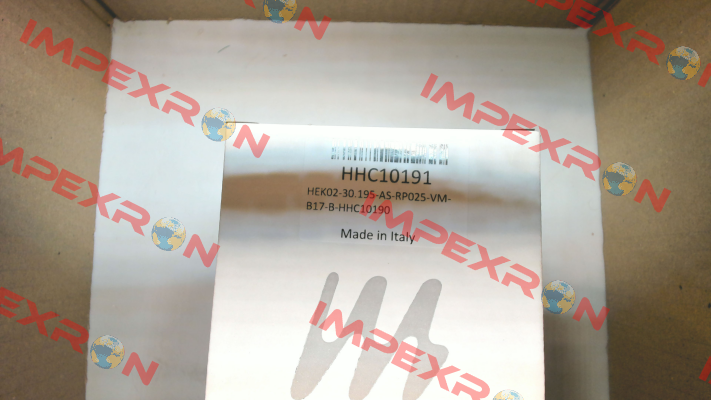 HHC10191
HEK02-30.195-AS-RP025-VM-
B17-B-HHC10190
Made in Italy
IMPEXRON
IMPEXRON
IMPEXRON
IMPEXRON
IMPEXRON
IMPEXRON
IMPEXRON
IMPEXRON